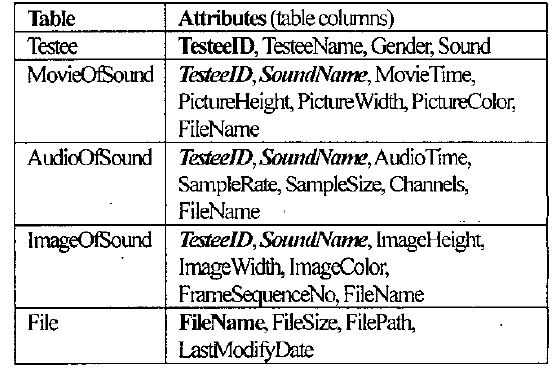 Table Attributes (table columns)
Testee TesteeID, TesteeName, Gender, Sound
MovieOfSound TesteeID, SoundName, MovieTime,
PictureHeight, PictureWidth, PictureColor,
FileName
AudioOfSound TesteeID, SoundName, AudioTime,
SampleRate, SampleSize, Channels,
FileName
ImageOfSound TesteeID, SoundName, ImageHeight,
ImageWidth, ImageColor,
FrameSequenceNo, FileName
File FileName, FileSize, FilePath,
LastModifyDate